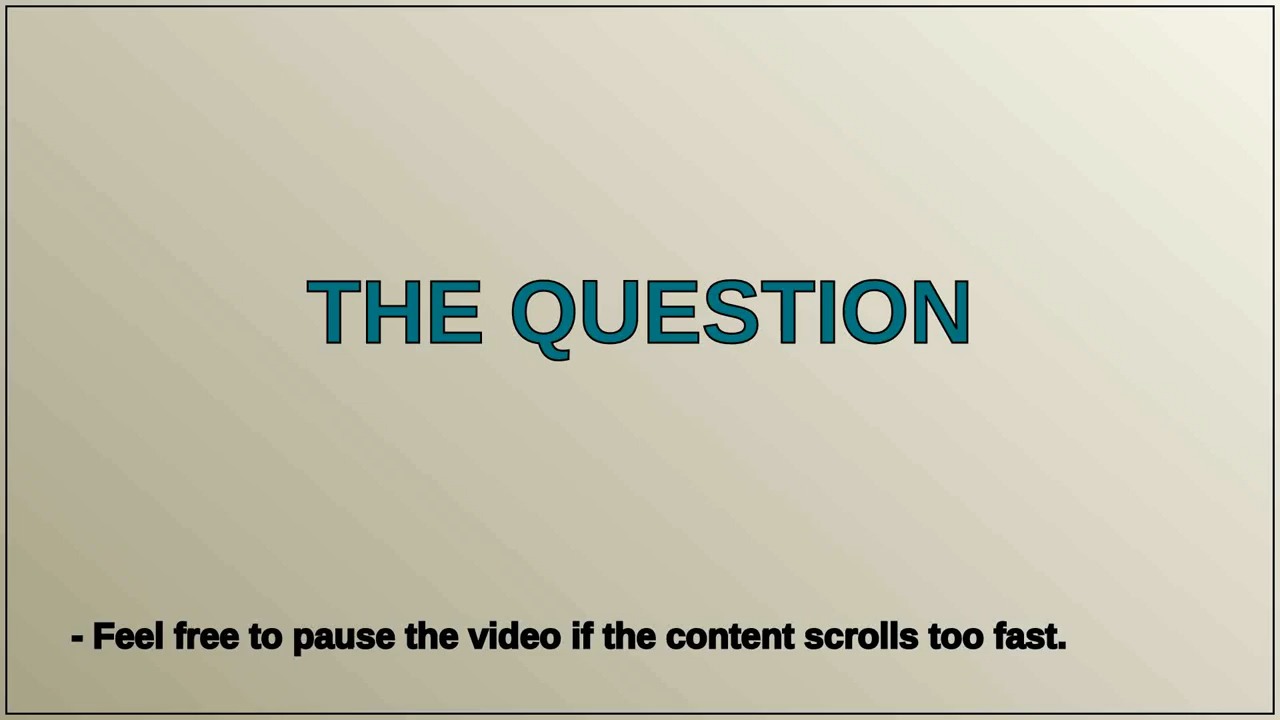 THE QUESTION
- Feel free to pause the video if the content scrolls too fast.